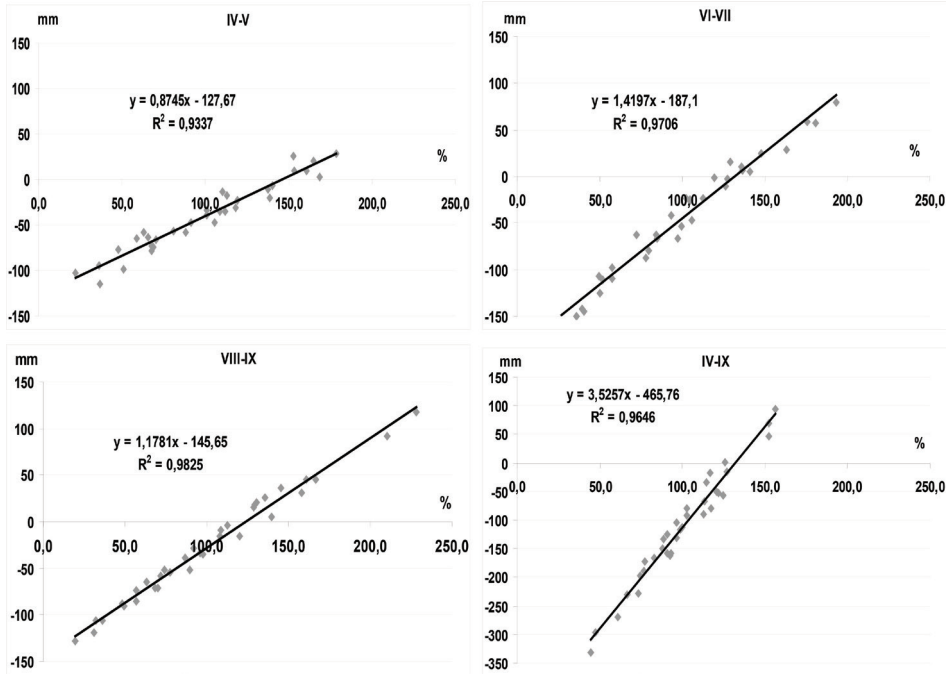 mm
IV-V
150
100
y = 0,8745x - 127,67
R² = 0,9337
50
%
0
0,0 50,0 100,0 150,0 200,0 250,0
-50
-100
-150
mm
VI-VII
150
100
y = 1,4197x - 187,1
R² = 0,9706
50
%
0
0,0 50,0 100,0 150,0 200,0 250,0
-50
-100
-150
mm
VIII-IX
150
100
y = 1,1781x - 145,65
R² = 0,9825
50
%
0
0,0 50,0 100,0 150,0 200,0 250,0
-50
-100
-150
mm
IV-IX
150
y = 3,5257x - 465,76
100
R² = 0,9646
50
%
0
0,0 50,0 100,0 150,0 200,0 250,0
-50
-100
-150
-200
-250
-300
-350